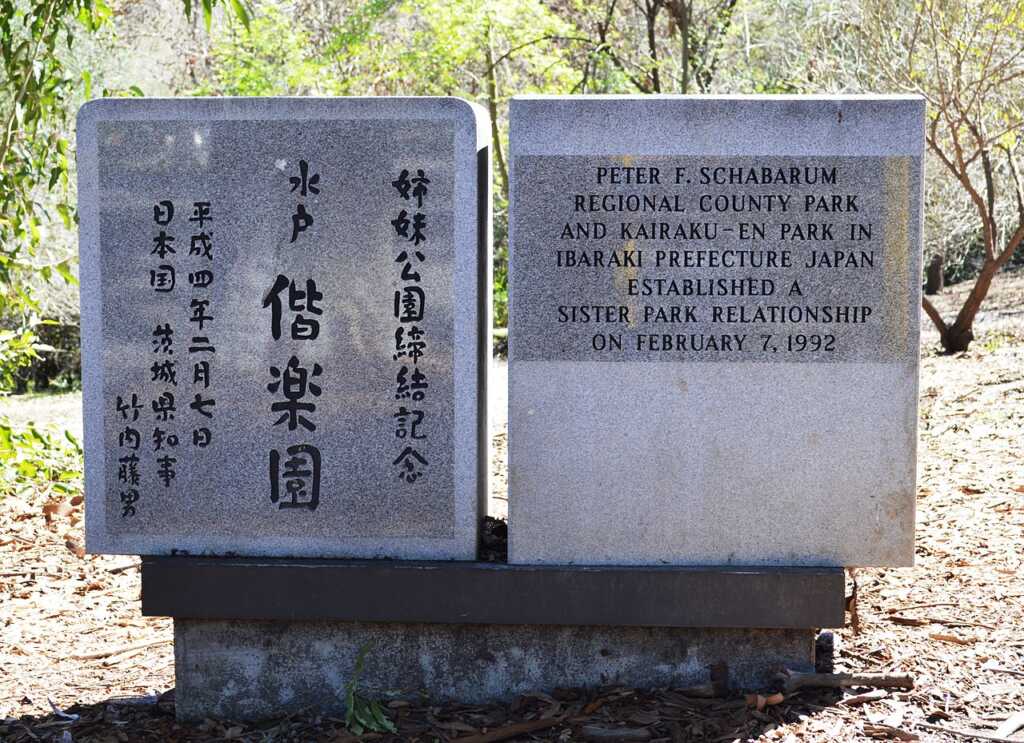 姉妹公園締結記念
水戸 偕楽園
平成四年二月七日
日本国 茨城県知事
竹内藤男
PETER F. SCHABARUM
REGIONAL COUNTY PARK
AND KAIRAKU-EN PARK IN
IBARAKI PREFECTURE JAPAN
ESTABLISHED A
SISTER PARK RELATIONSHIP
ON FEBRUARY 7, 1992